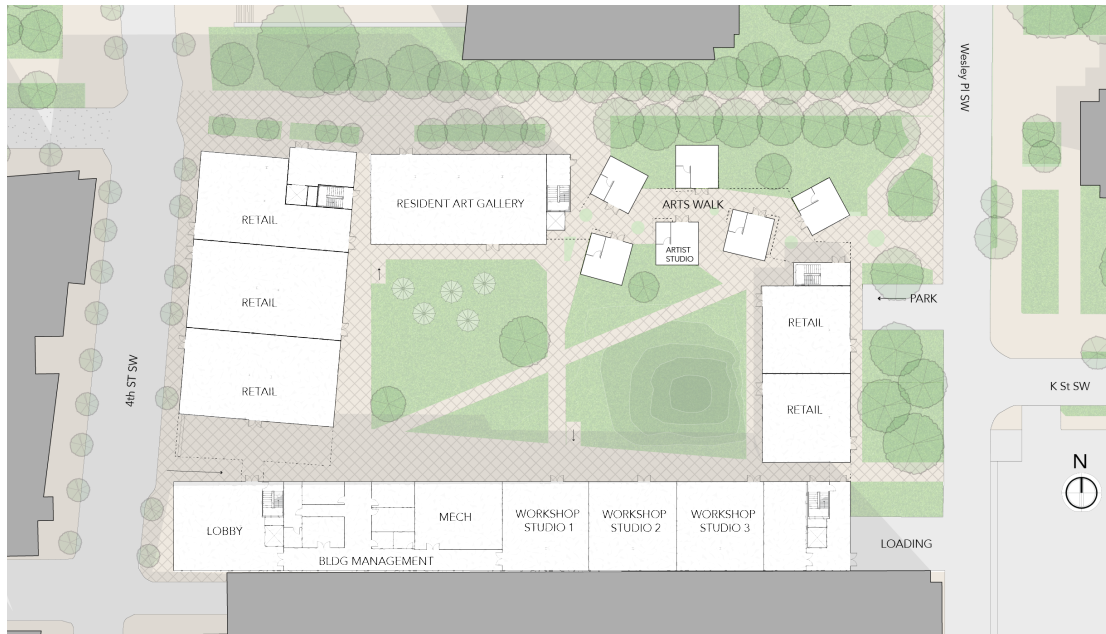 Wesley Pl SW
RETAIL
RESIDENT ART GALLERY
ARTS WALK
ARTIST
STUDIO
RETAIL
PARK
RETAIL
4th ST SW
RETAIL
RETAIL
K St SW
N
LOBBY
MECH
WORKSHOP
STUDIO 1
WORKSHOP
STUDIO 2
WORKSHOP
STUDIO 3
LOADING
BLDG MANAGEMENT